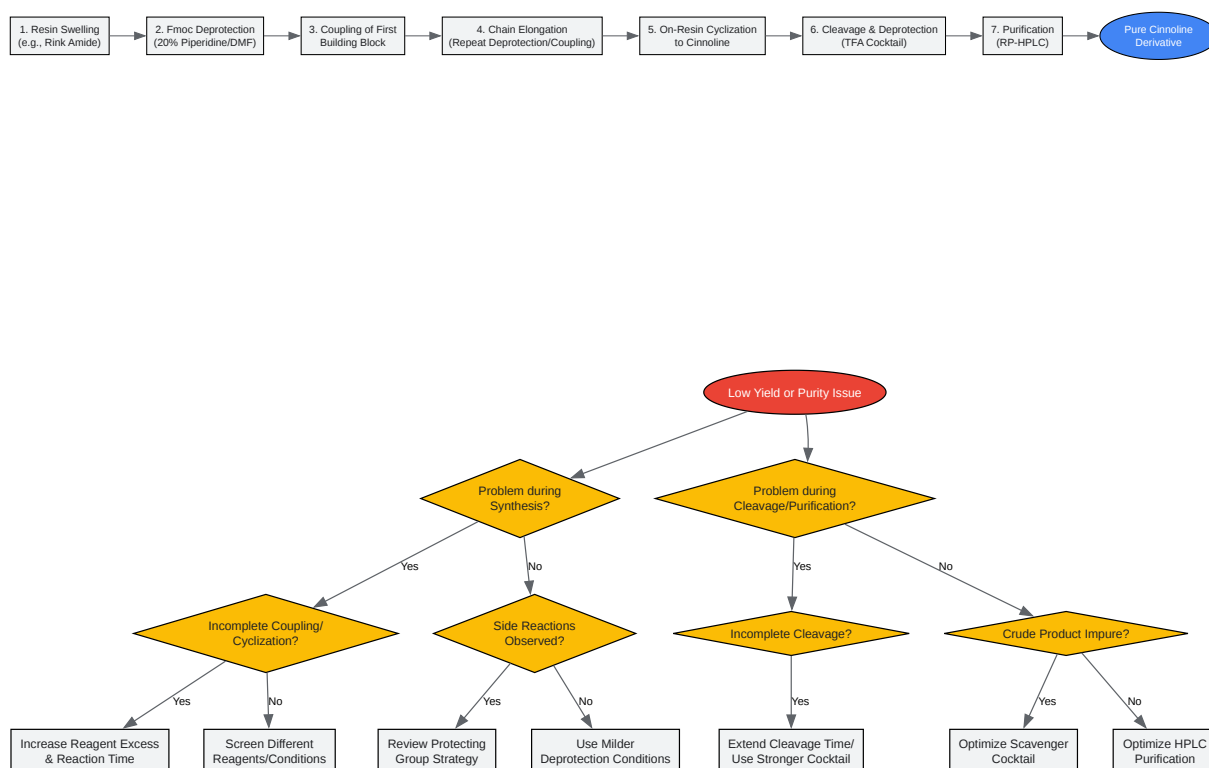 1. Resin Swelling
(e.g., Rink Amide)
2. Fmoc Deprotection
(20% Piperidine/DMF)
3. Coupling of First
Building Block
4. Chain Elongation
(Repeat Deprotection/Coupling)
5. On-Resin Cyclization
to Cinnoline
6. Cleavage & Deprotection
(TFA Cocktail)
7. Purification
(RP-HPLC)
Pure Cinnoline
Derivative
Low Yield or Purity Issue
Problem during
Synthesis?
Problem during
Cleavage/Purification?
Yes
No
Yes
No
Incomplete Coupling/
Cyclization?
Side Reactions
Observed?
Incomplete Cleavage?
Crude Product Impure?
Yes
No
Yes
No
Yes
Yes
No
Increase Reagent Excess
& Reaction Time
Screen Different
Reagents/Conditions
Review Protecting
Group Strategy
Use Milder
Deprotection Conditions
Extend Cleavage Time/
Use Stronger Cocktail
Optimize Scavenger
Cocktail
Optimize HPLC
Purification